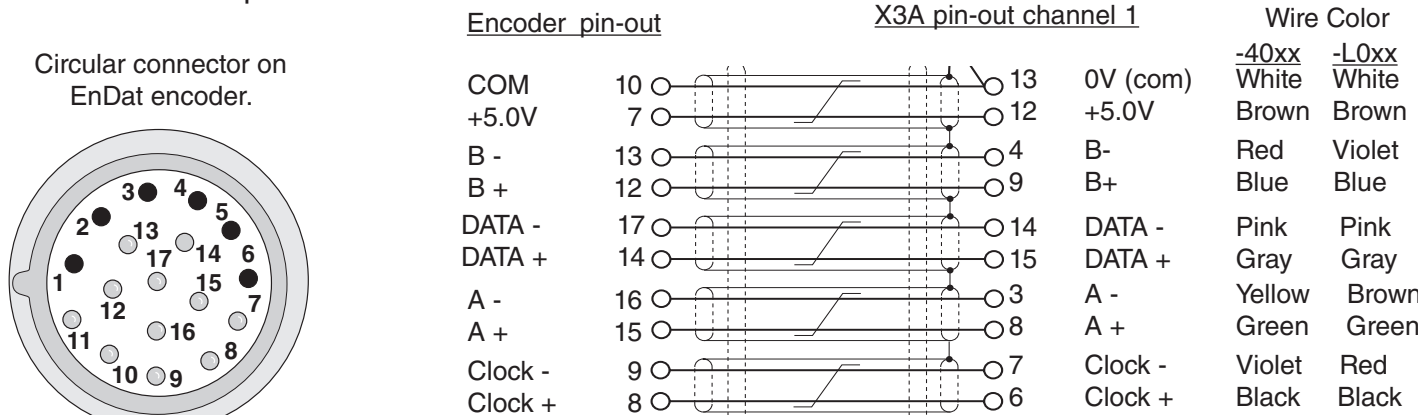 Encoder pin-out X3A pin-out channel 1 Wire Color
Circular connector on
EnDat encoder.
-40xx -L0xx
COM 10 13 0V (com) White White
+5.0V 7 12 +5.0V Brown Brown
B - 13 4 B- Red Violet
B + 12 9 B+ Blue Blue
DATA - 17 14 DATA - Pink Pink
DATA + 14 15 DATA + Gray Gray
A - 16 3 A - Yellow Brown
A + 15 8 A + Green Green
Clock - 9 7 Clock - Violet Red
Clock + 8 6 Clock + Black Black
3 4
2 5
13
14 6
17
1 15
12 7
11 16
8
10 9